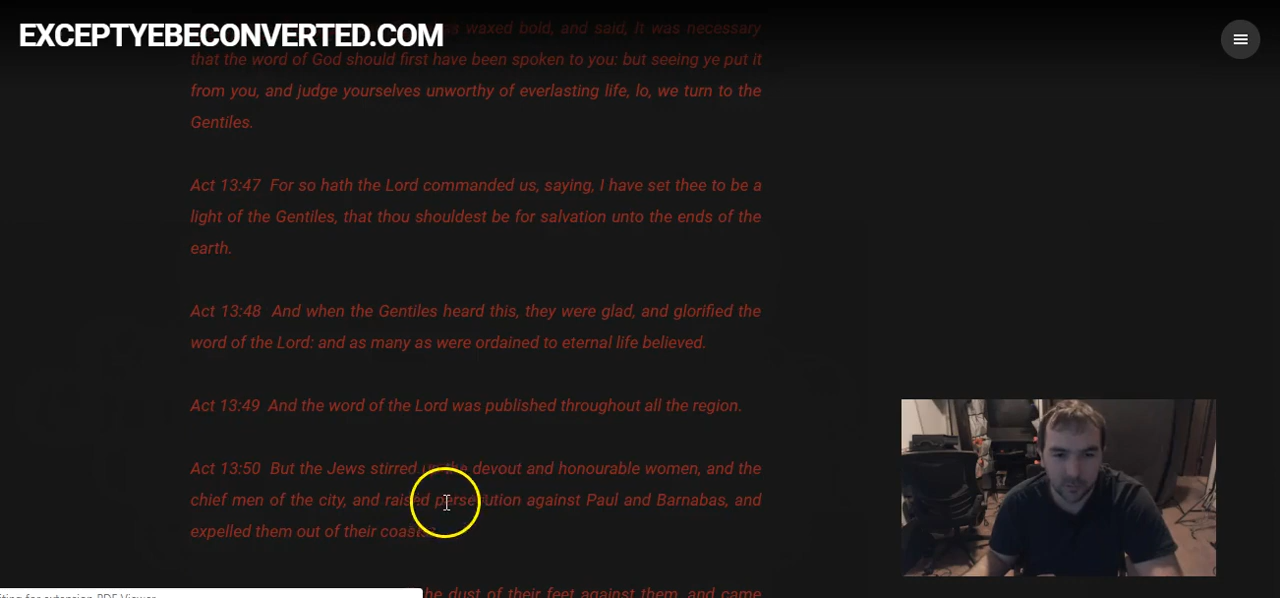 EXCEPTYEBECONVERTED.COM
waxed bold, and said, It was necessary
that the word of God should first have been spoken to you: but seeing ye put it
from you, and judge yourselves unworthy of everlasting life, lo, we turn to the
Gentiles.
Act 13:47 For so hath the Lord commanded us, saying, I have set thee to be a
light of the Gentiles, that thou shouldest be for salvation unto the ends of the
earth.
Act 13:48 And when the Gentiles heard this, they were glad, and glorified the
word of the Lord: and as many as were ordained to eternal life believed.
Act 13:49 And the word of the Lord was published throughout all the region.
Act 13:50 But the Jews stirred up the devout and honourable women, and the
chief men of the city, and raised persecution against Paul and Barnabas, and
expelled them out of their coasts.
the dust of their feet against them, and came
for extension PDF Viewer